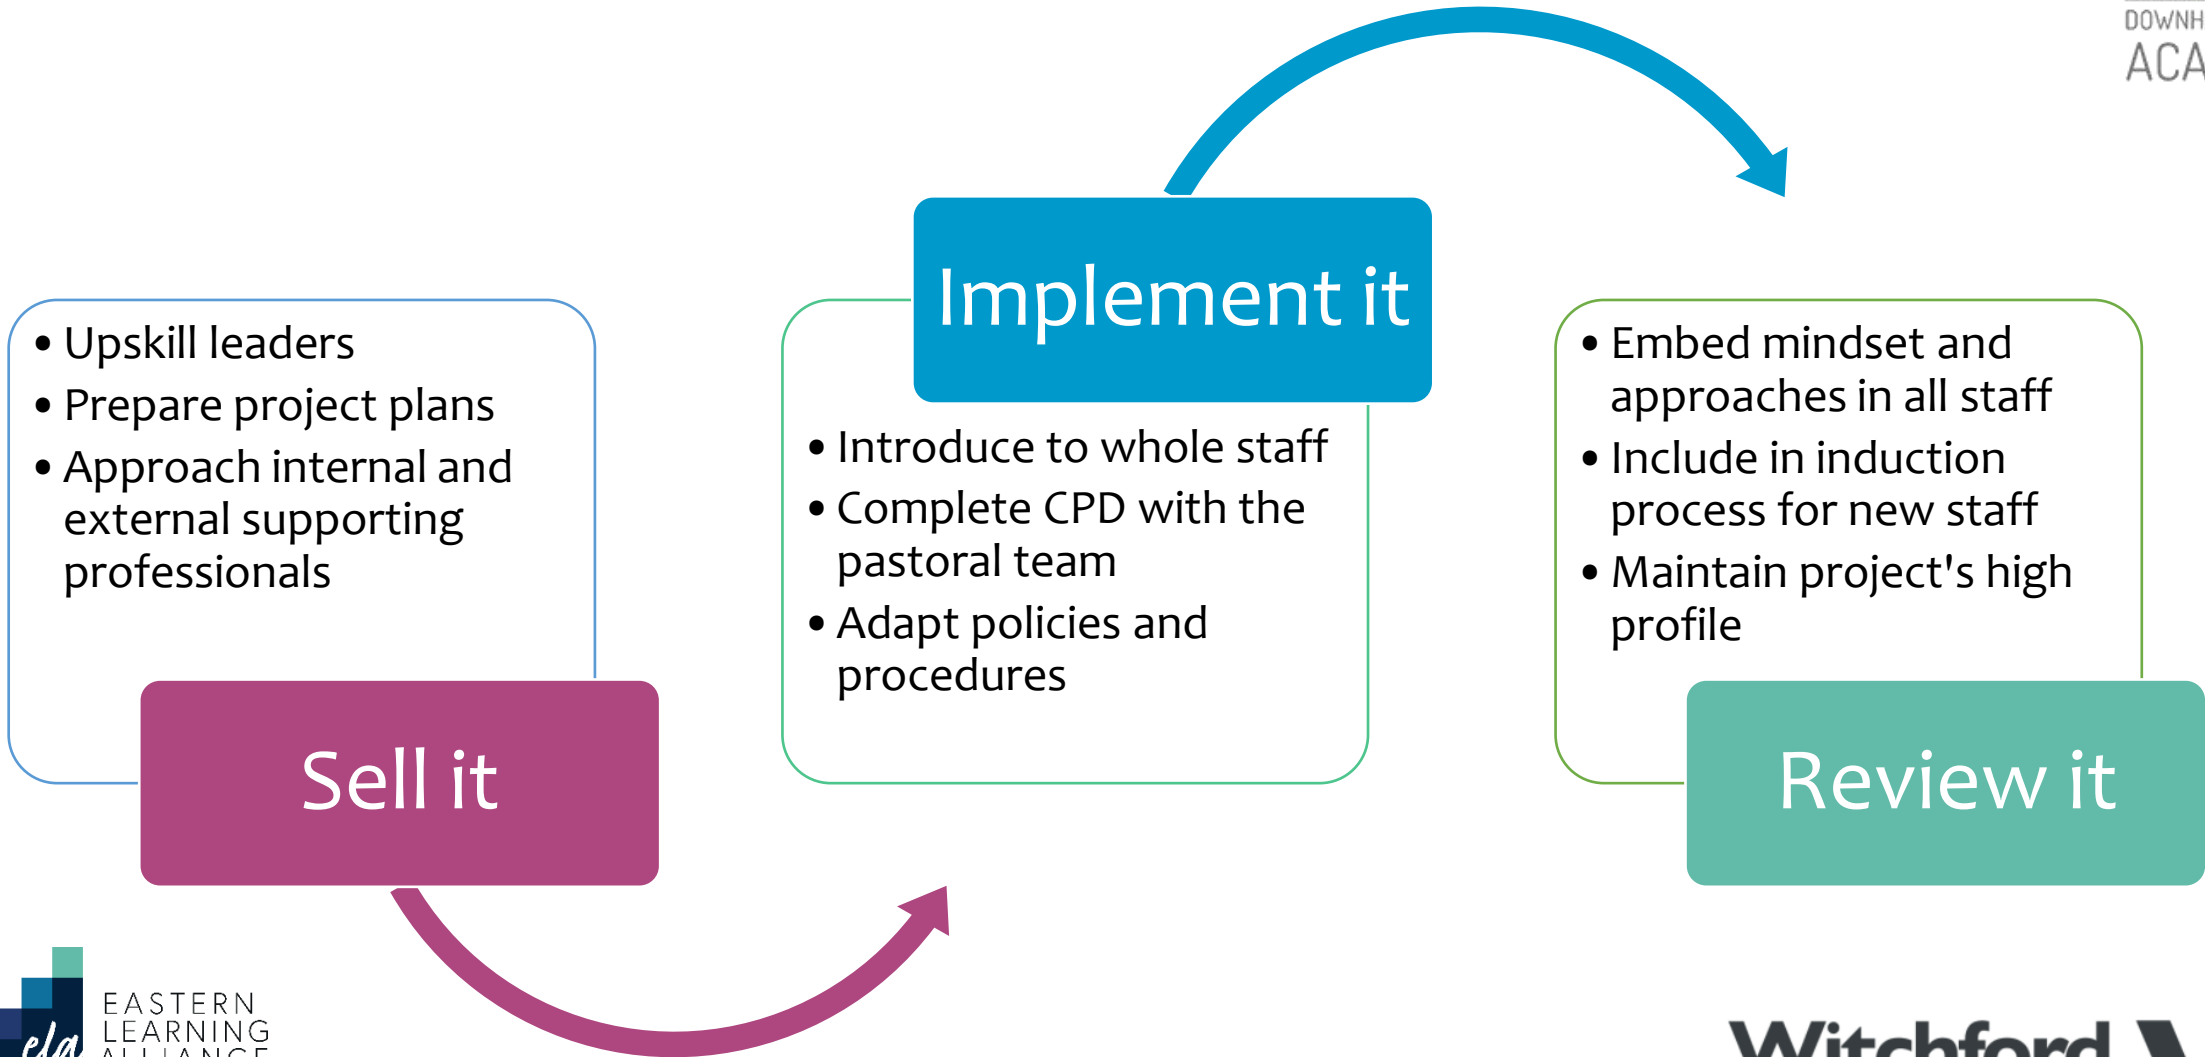 • Upskill leaders
• Prepare project plans
• Approach internal and
external supporting
professionals
Sell it
Implement it
• Introduce to whole staff
• Complete CPD with the
pastoral team
• Adapt policies and
procedures
• Embed mindset and
approaches in all staff
• Include in induction
process for new staff
• Maintain project's high
profile
Review it
ela
EASTERN
LEARNING
ALLIANCE
Witchford